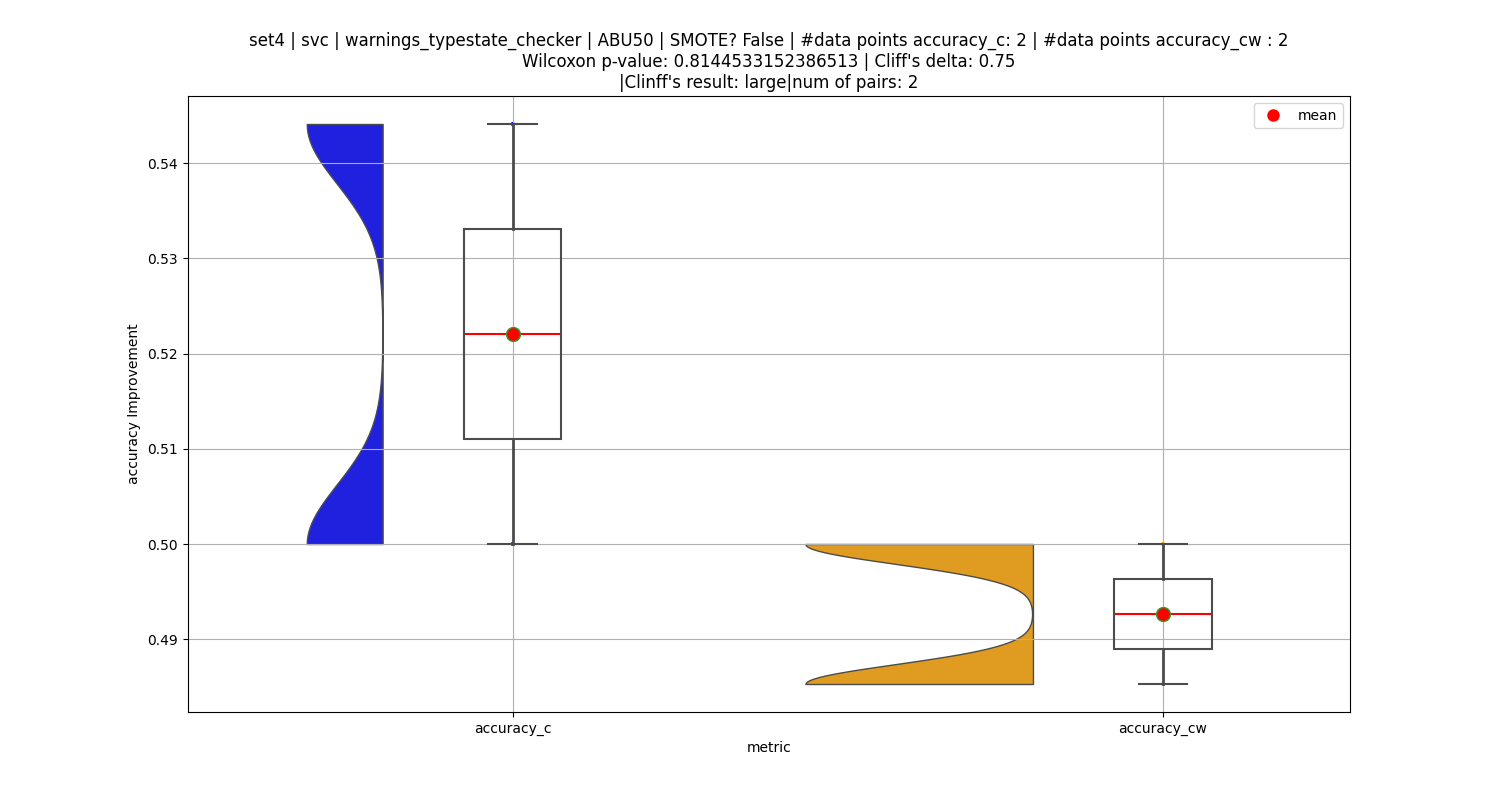 set4 | svc | warnings_typestate_checker | ABU50 | SMOTE? False | #data points accuracy_c: 2 | #data points accuracy_cw : 2
Wilcoxon p-value: 0.8144533152386513 | Cliff's delta: 0.75
|Clinff's result: large|num of pairs: 2
mean
0.54
0.53
0.52
0.51
0.50
0.49
accuracy Improvement
accuracy_c
accuracy_cw
metric